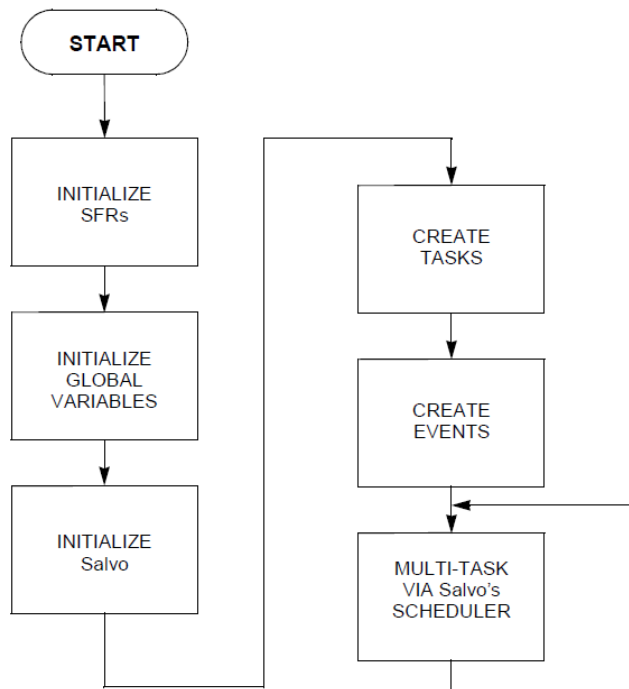 START
INITIALIZE
SFRs
INITIALIZE
GLOBAL
VARIABLES
INITIALIZE
Salvo
CREATE
TASKS
CREATE
EVENTS
MULTI-TASK
VIA Salvo's
SCHEDULER